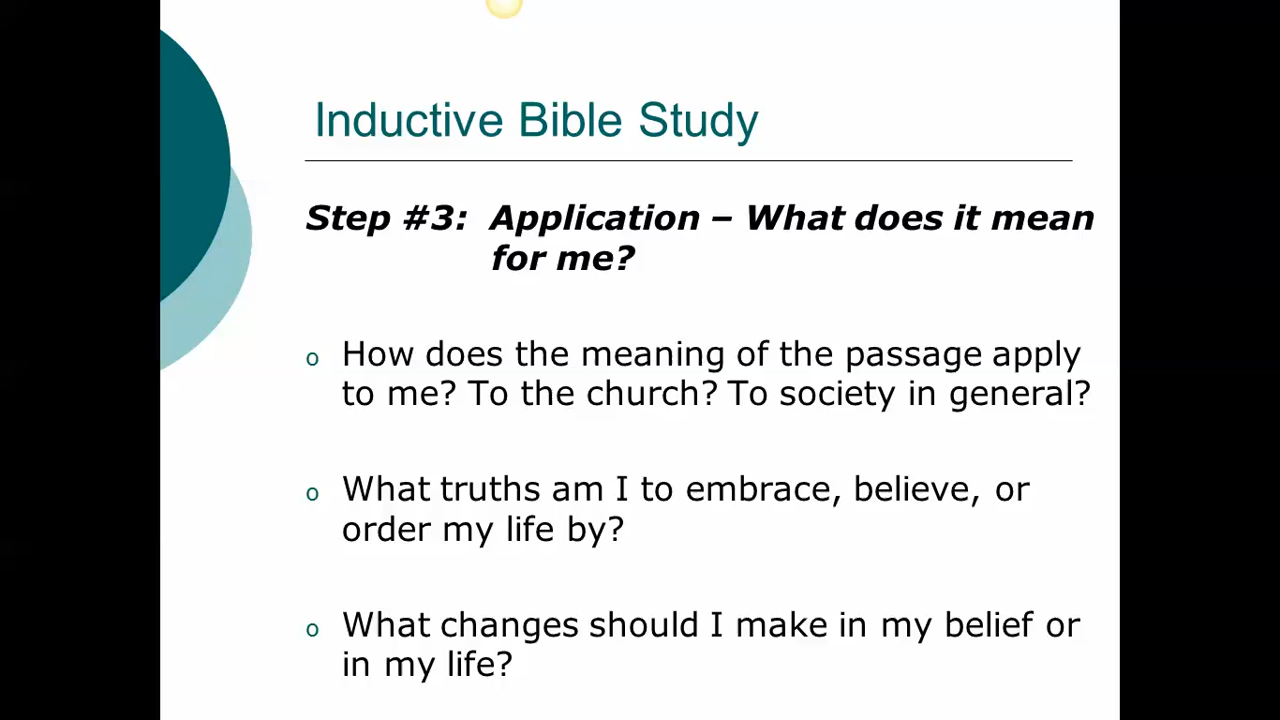 Inductive Bible Study
Step #3: Application – What does it mean
for me?
o How does the meaning of the passage apply
to me? To the church? To society in general?
o What truths am I to embrace, believe, or
order my life by?
o What changes should I make in my belief or
in my life?